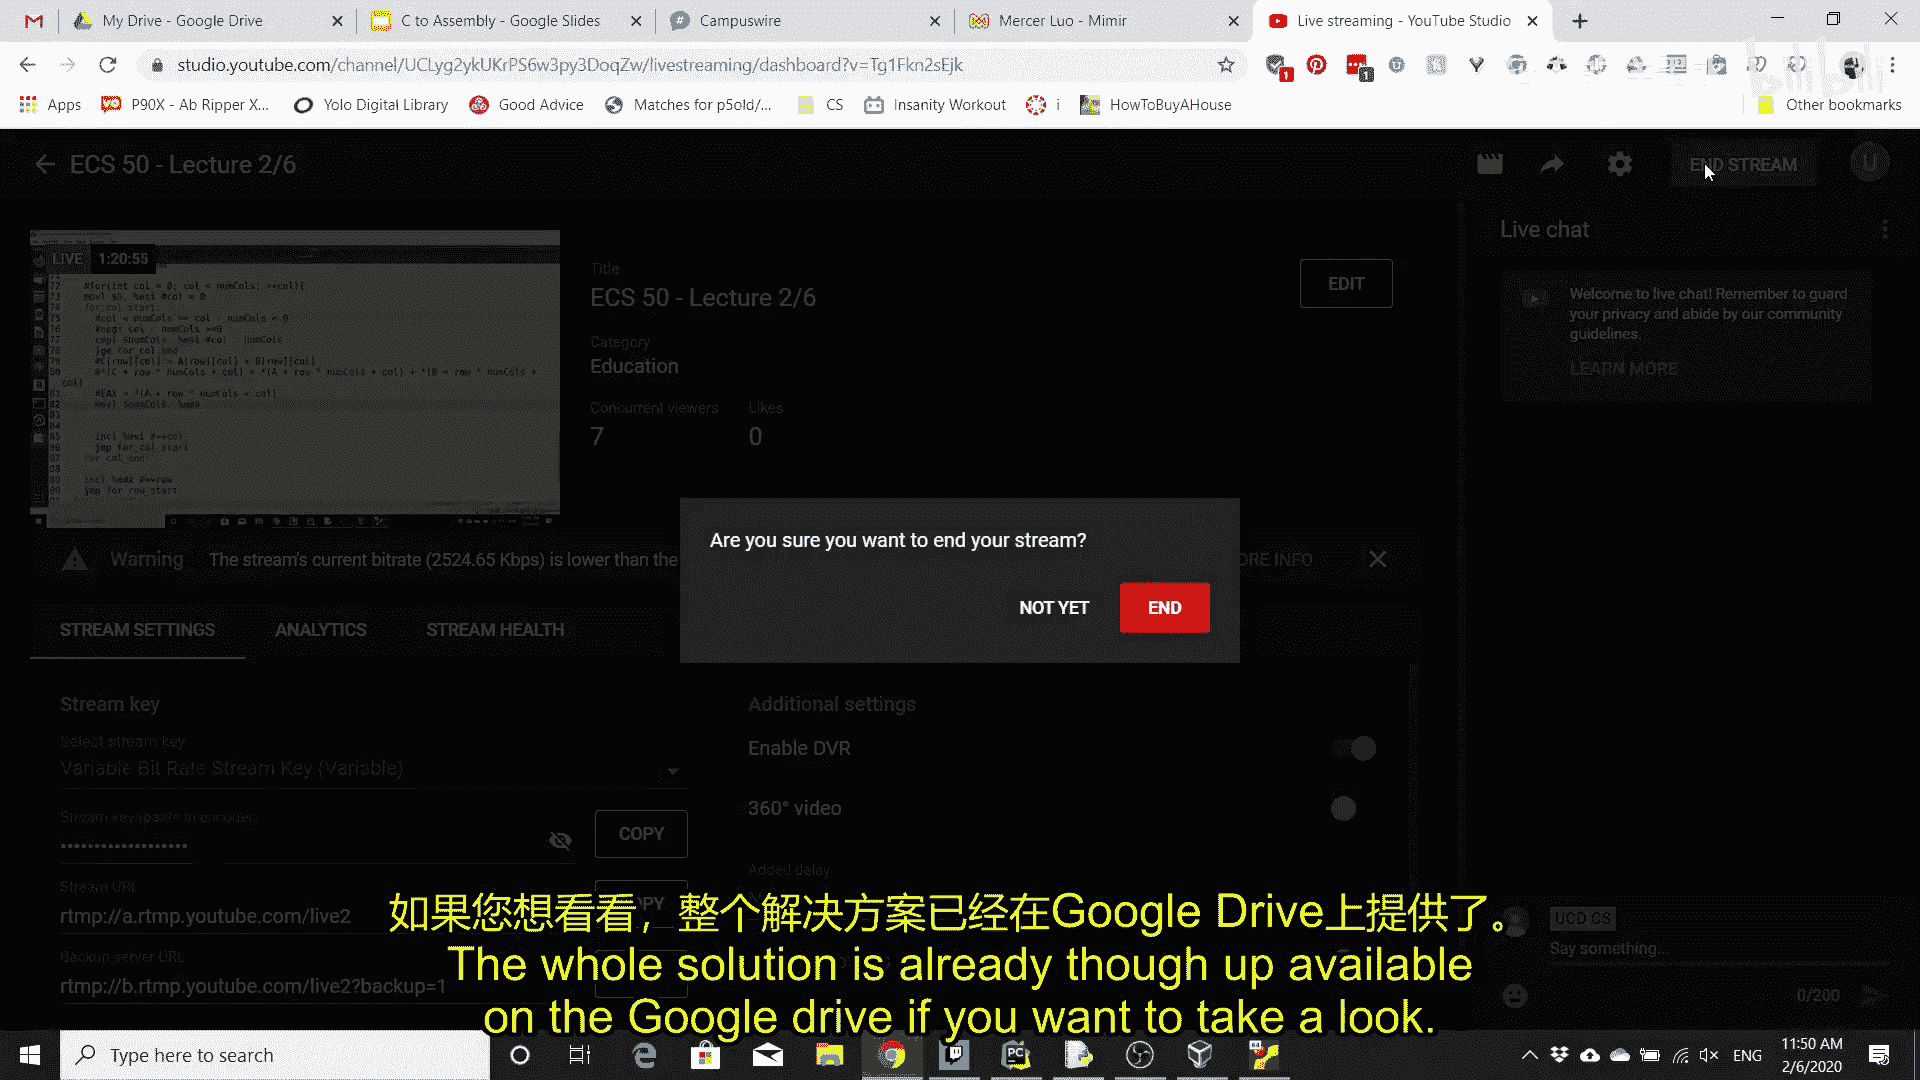 My Drive - Google Drive
C to Assembly - Google Slides
Campuswire
Mercer Luo - Mimir
Live streaming - YouTube Studio
studio.youtube.com/channel/UCLyg2ykUKrPS6w3py3DoqZw/livestreaming/dashboard?v=Tg1Fkn2sEjk
Apps
P90X - Ab Ripper X...
Yolo Digital Library
Good Advice
Matches for p5old/...
CS
Insanity Workout
i
HowToBuyAHouse
Other bookmarks
bilibili
ECS 50 - Lecture 2/6
END STREAM
U
LIVE 1:20:55
Title
ECS 50 - Lecture 2/6
EDIT
Category
Education
Concurrent viewers
Likes
7
0
Live chat
Welcome to live chat! Remember to guard
your privacy and abide by our community
guidelines.
LEARN MORE
Warning
The stream's current bitrate (2524.65 Kbps) is lower than the
ORE INFO
Are you sure you want to end your stream?
NOT YET
END
STREAM SETTINGS
ANALYTICS
STREAM HEALTH
Stream key
Select stream key
Variable Bit Rate Stream Key (Variable)
Stream key (paste in encoder)
COPY
Stream URL
rtmp://a.rtmp.youtube.com/live2
Backup server URL
rtmp://b.rtmp.youtube.com/live2?backup=1
Additional settings
Enable DVR
360° video
Added delay
UCD CS
Say something...
0/200
如果您想看看，整个解决方案已经在Google Drive上提供了。
The whole solution is already though up available
on the Google drive if you want to take a look.
Type here to search
ENG
11:50 AM
2/6/2020